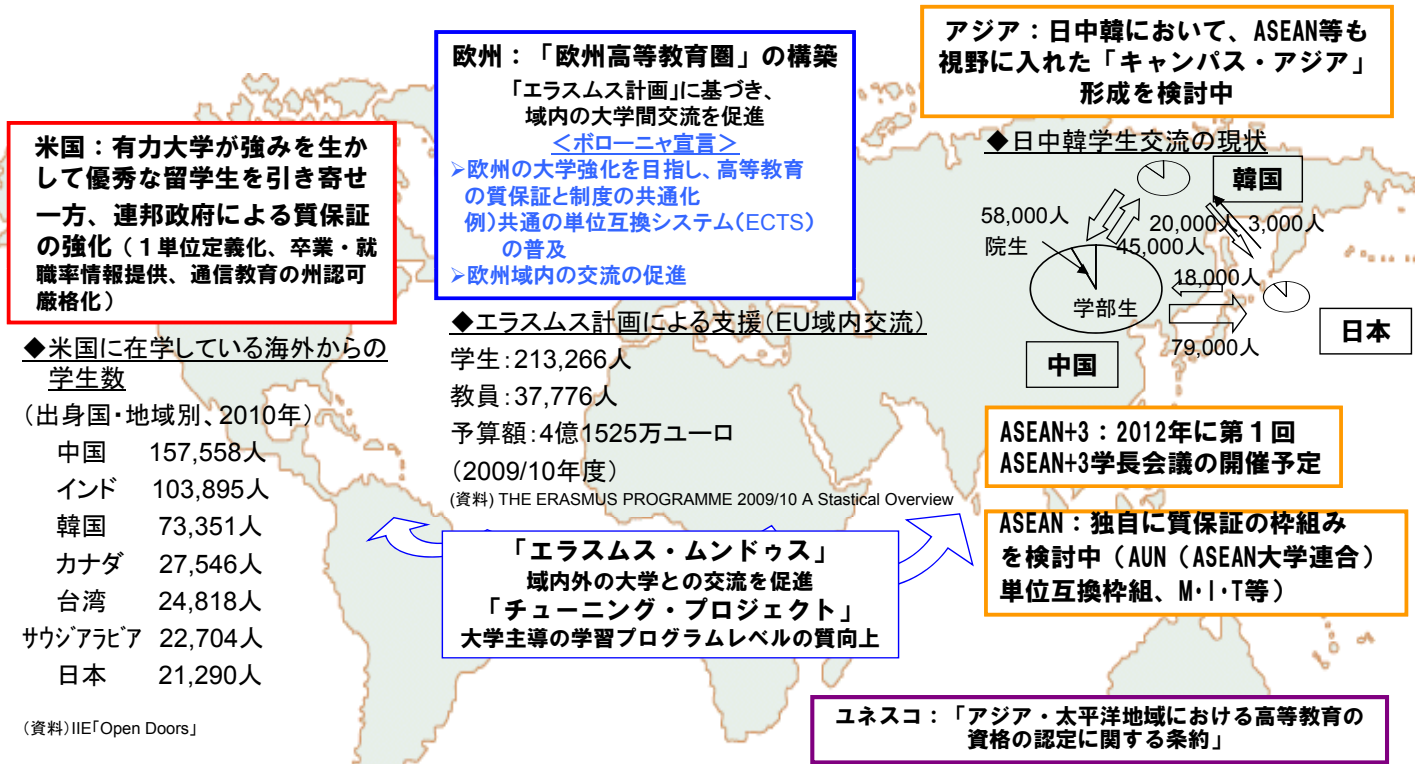 米国：有力大学が強みを生か
して優秀な留学生を引き寄せ
一方、連邦政府による質保証
の強化（１単位定義化、卒業・就
職率情報提供、通信教育の州認可
厳格化）
◆米国に在学している海外からの
学生数
（出身国・地域別、2010年）
中国 157,558人
インド 103,895人
韓国 73,351人
カナダ 27,546人
台湾 24,818人
サウジアラビア 22,704人
日本 21,290人
(資料)IIE「Open Doors」
欧州：「欧州高等教育圏」の構築
「エラスムス計画」に基づき、
域内の大学間交流を促進
＜ボローニャ宣言＞
➢欧州の大学強化を目指し、高等教育
の質保証と制度の共通化
例）共通の単位互換システム（ECTS）
の普及
➢欧州域内の交流の促進
◆エラスムス計画による支援（EU域内交流）
学生：213,266人
教員：37,776人
予算額：4億1525万ユーロ
（2009/10年度）
(資料) THE ERASMUS PROGRAMME 2009/10 A Stastical Overview
「エラスムス・ムンドゥス」
域内外の大学との交流を促進
「チューニング・プロジェクト」
大学主導の学習プログラムレベルの質向上
アジア：日中韓において、ASEAN等も
視野に入れた「キャンパス・アジア」
形成を検討中
◆日中韓学生交流の現状
韓国
58,000人
20,000人
3,000人
院生
45,000人
18,000人
学部生
79,000人
日本
中国
ASEAN+3：2012年に第１回
ASEAN+3学長会議の開催予定
ASEAN：独自に質保証の枠組み
を検討中（AUN（ASEAN大学連合）
単位互換枠組、M･I･T等）
ユネスコ：「アジア・太平洋地域における高等教育の
資格の認定に関する条約」